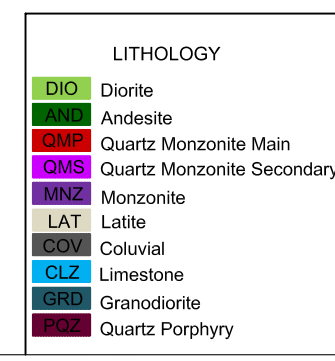 LITHOLOGY
DIO Diorite
AND Andesite
QMP Quartz Monzonite Main
QMS Quartz Monzonite Secondary
MNZ Monzonite
LAT Latite
COV Coluvial
CLZ Limestone
GRD Granodiorite
PQZ Quartz Porphyry